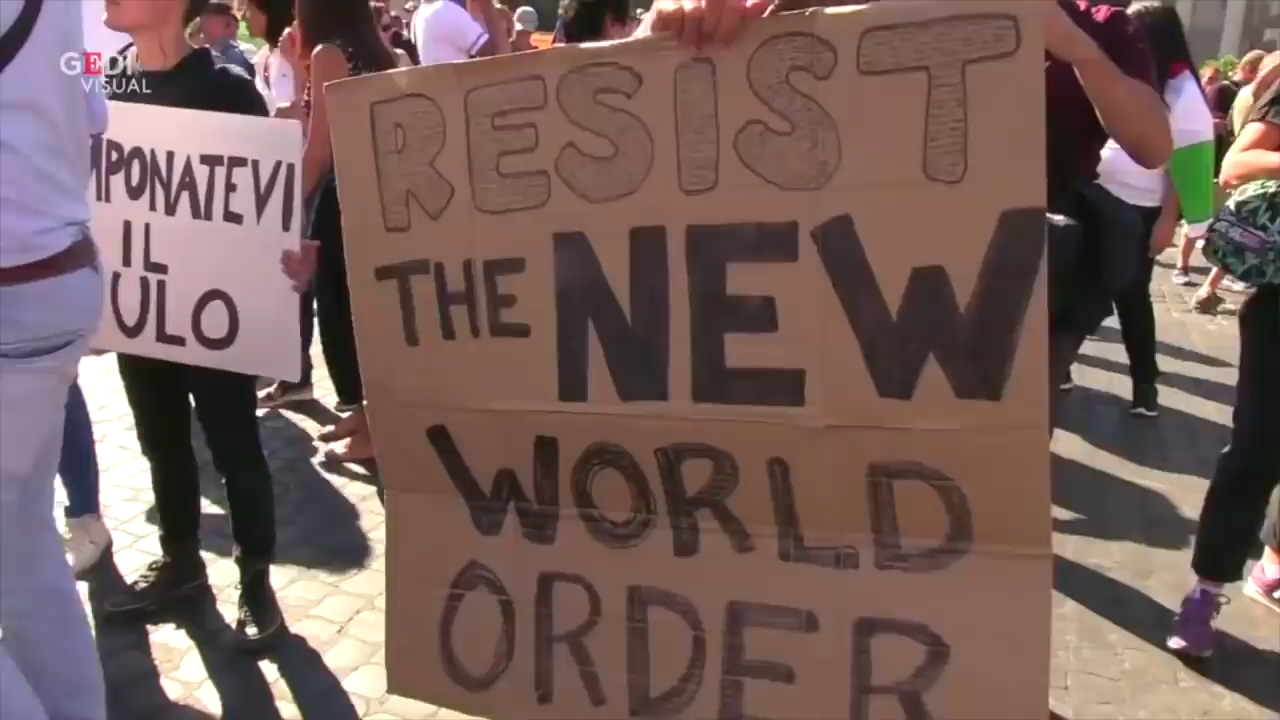 GEDI
VISUAL
MPONATEVI
IL
ULO
RESIST
THE NEW
WORLD
ORDER